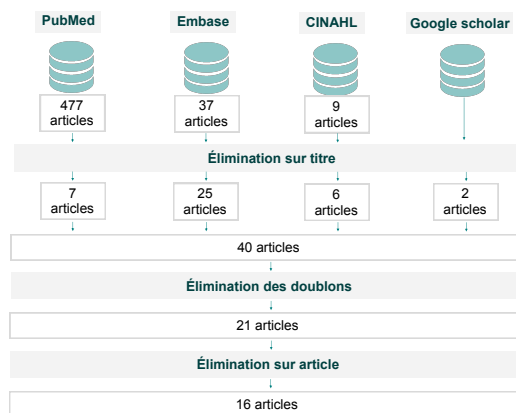 PubMed
Embase
CINAHL
Google scholar
477
articles
37
articles
9
articles
Élimination sur titre
7
articles
25
articles
6
articles
2
articles
40 articles
Élimination des doublons
21 articles
Élimination sur article
16 articles